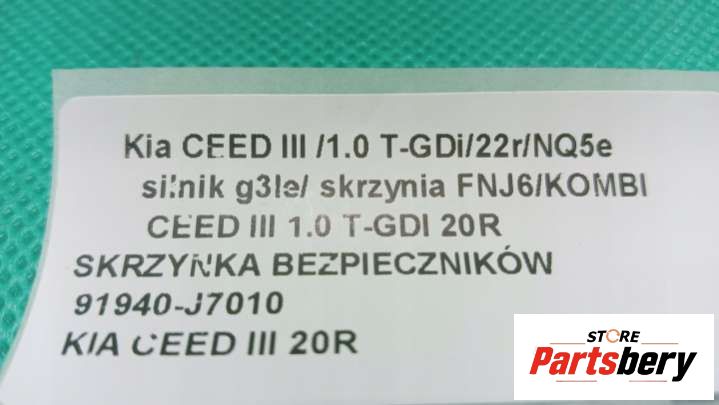 Kia CEED III /1.0 T-GDi/22r/NQ5e
silnik g3le/ skrzynia FNJ6/KOMBI
CEED III 1.0 T-GDI 20R
SKRZYNKA BEZPIECZNIKÓW
91940-J7010
KIA CEED III 20R
STORE
Partsbery